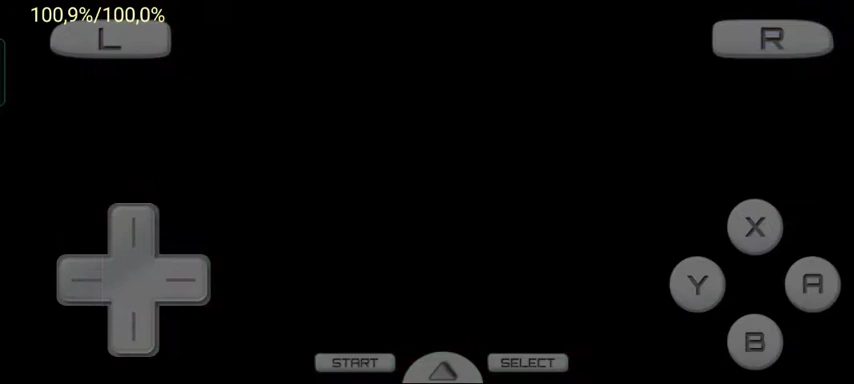 100,9%/100,0%
L
R
X
Y
A
B
START
SELECT